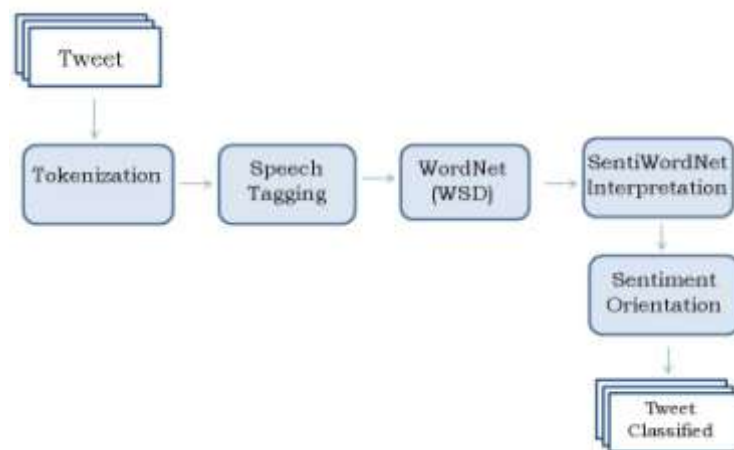 Tweet
Tokenization
Speech
Tagging
WordNet
(WSD)
SentiWordNet
Interpretation
Sentiment
Orientation
Tweet
Classified